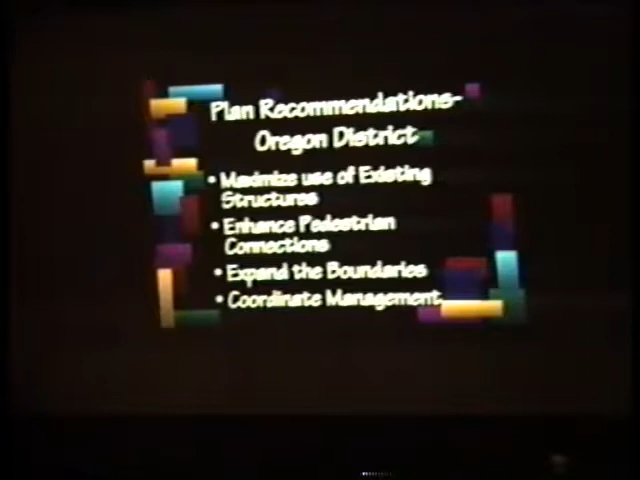 Plan Recommendations-
Oregon District
• Maximize use of Existing
Structures
• Enhance Pedestrian
Connections
• Expand the Boundaries
• Coordinate Management